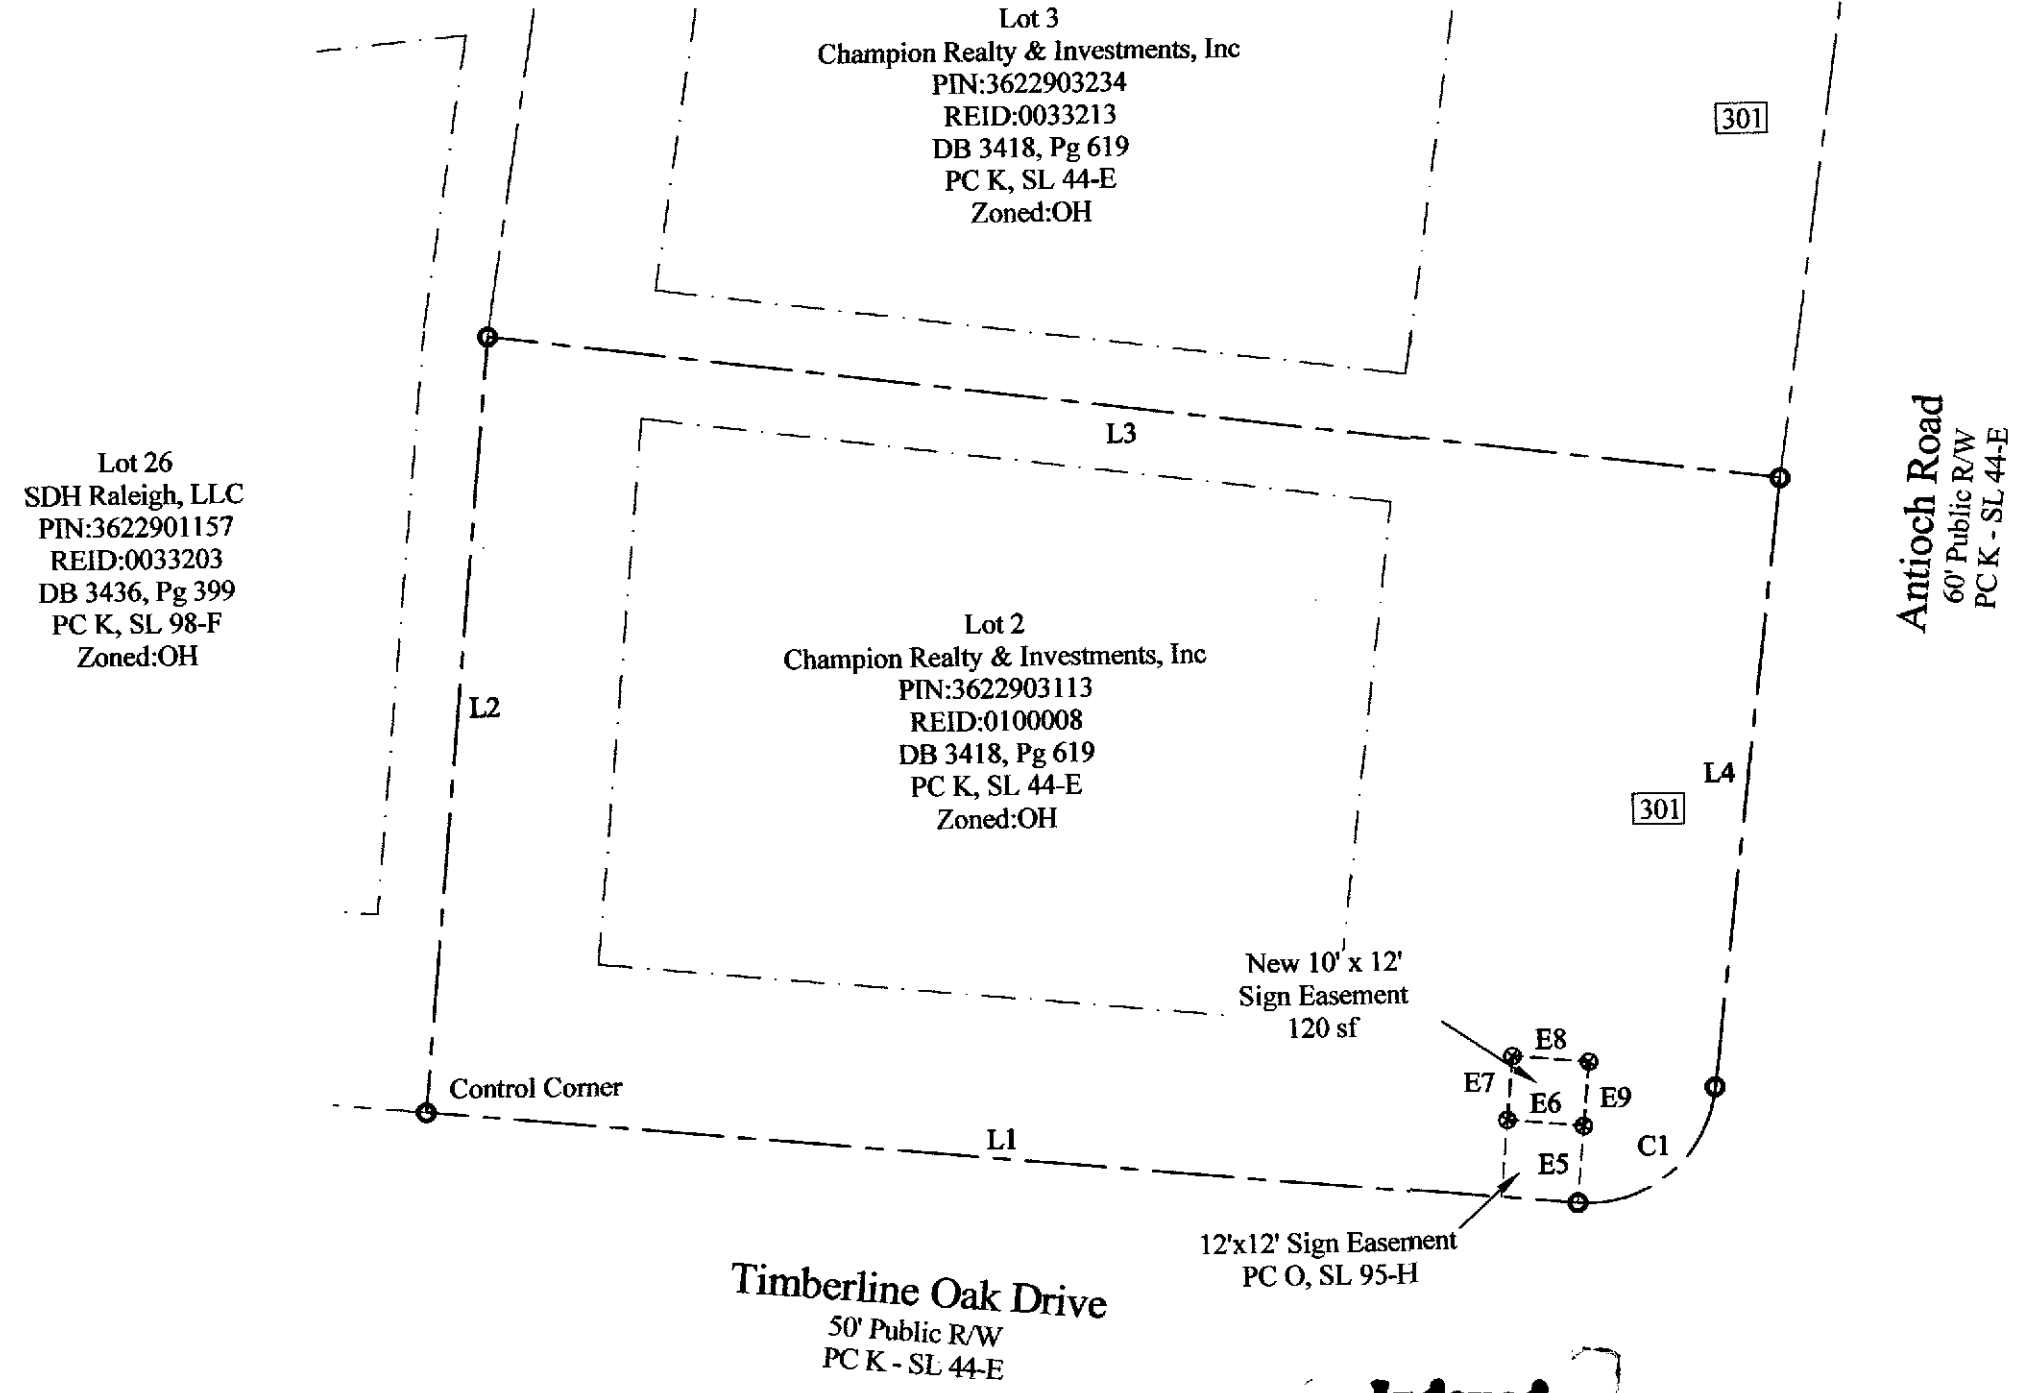 Lot 3
Champion Realty & Investments, Inc
PIN:3622903234
REID:0033213
DB 3418, Pg 619
PC K, SL 44-E
Zoned:OH
301
L3
Antioch Road
60' Public R/W
PC K - SL 44-E
Lot 26
SDH Raleigh, LLC
PIN:3622901157
REID:0033203
DB 3436, Pg 399
PC K, SL 98-F
Zoned:OH
L2
Lot 2
Champion Realty & Investments, Inc
PIN:3622903113
REID:0100008
DB 3418, Pg 619
PC K, SL 44-E
Zoned:OH
L4
301
New 10' x 12'
Sign Easement
120 sf
E8
E7
E6
E9
Control Corner
L1
C1
E5
12'x12' Sign Easement
PC O, SL 95-H
Timberline Oak Drive
50' Public R/W
PC K - SL 44-E